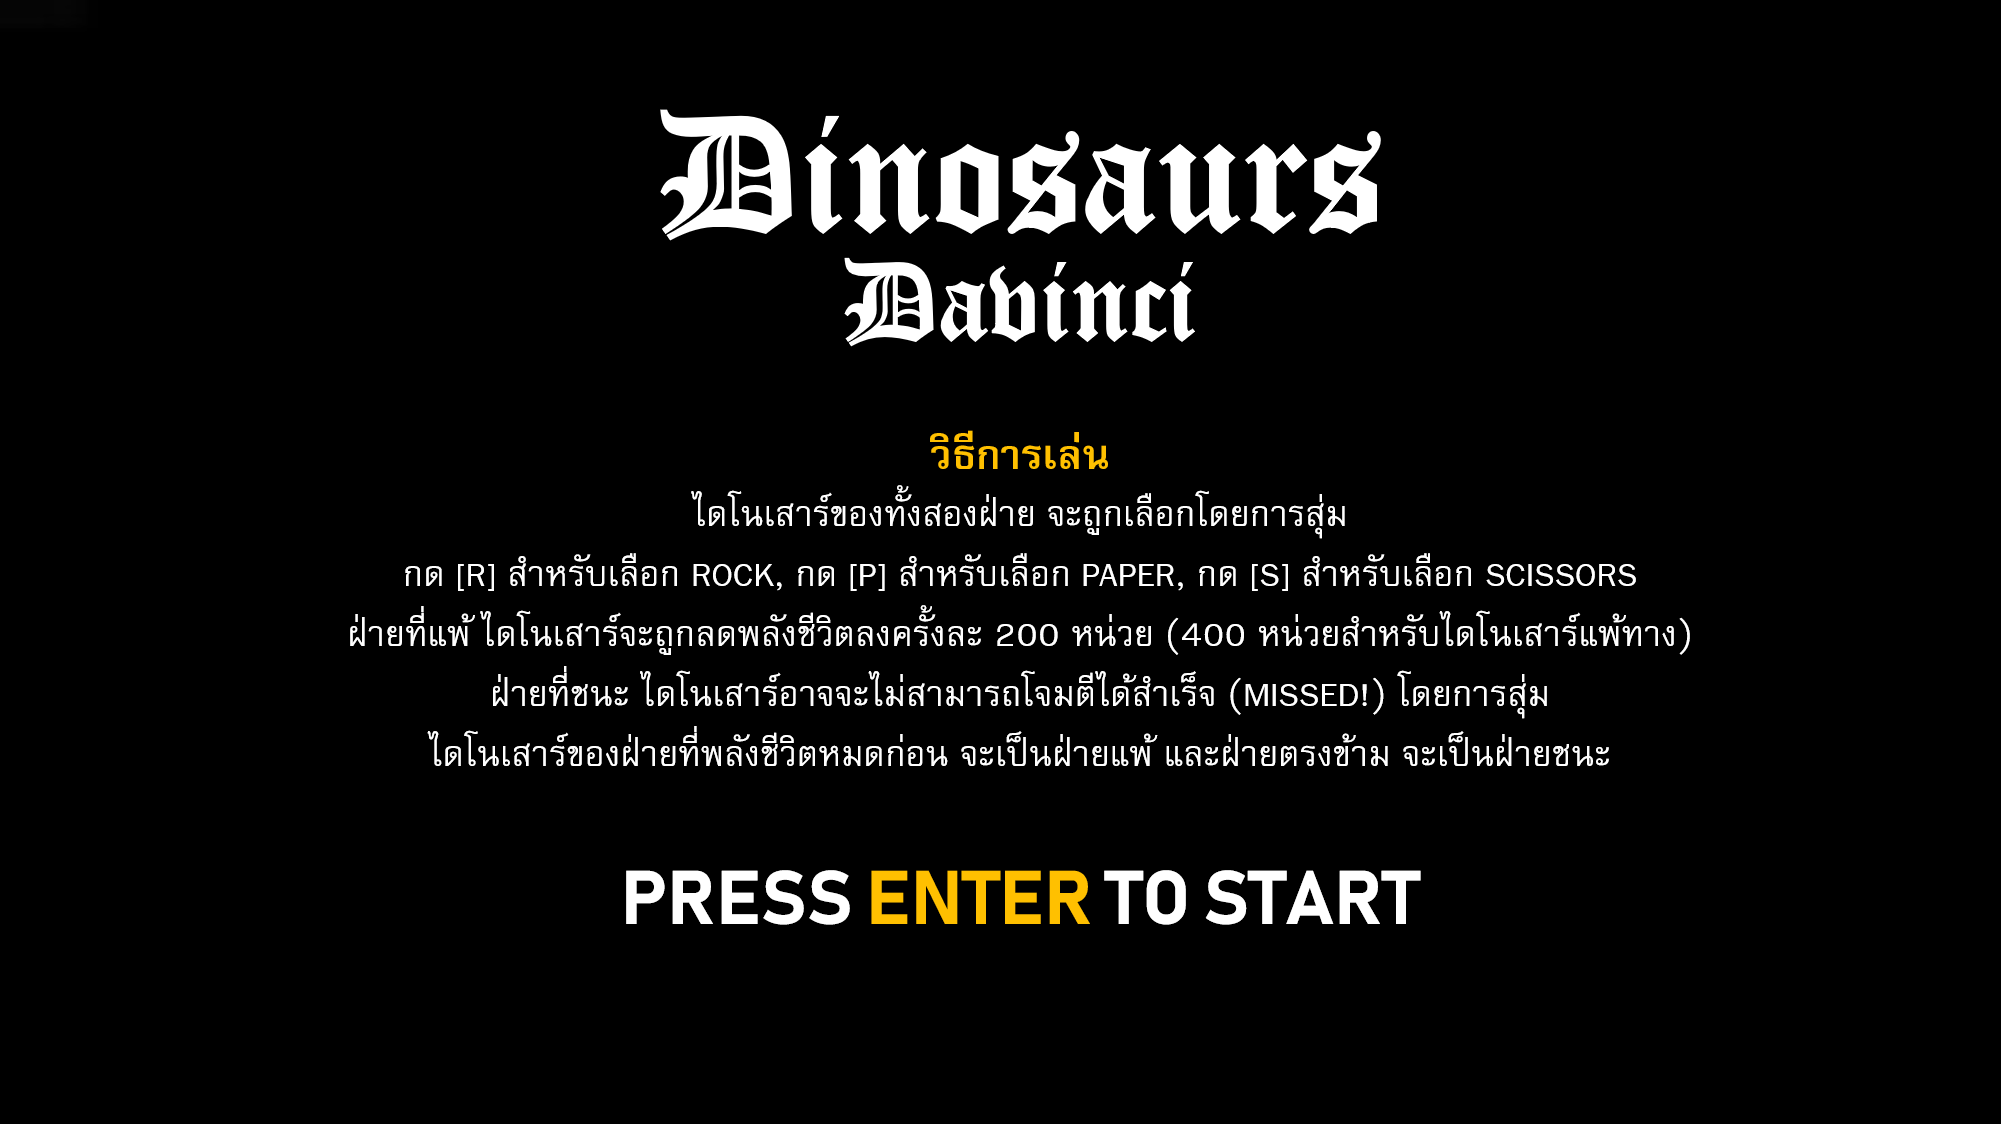 Dinosaurs
Davinci
วิธีการเล่น
ไดโนเสาร์ของทั้งสองฝ่าย จะถูกเลือกโดยการสุ่ม
กด [R] สำหรับเลือก ROCK, กด [P] สำหรับเลือก PAPER, กด [S] สำหรับเลือก SCISSORS
ฝ่ายที่แพ้ ไดโนเสาร์จะถูกลดพลังชีวิตลงครั้งละ 200 หน่วย (400 หน่วยสำหรับไดโนเสาร์แพ้ทาง)
ฝ่ายที่ชนะ ไดโนเสาร์อาจจะไม่สามารถโจมตีได้สำเร็จ (MISSED!) โดยการสุ่ม
ไดโนเสาร์ของฝ่ายที่พลังชีวิตหมดก่อน จะเป็นฝ่ายแพ้ และฝ่ายตรงข้าม จะเป็นฝ่ายชนะ
PRESS ENTER TO START